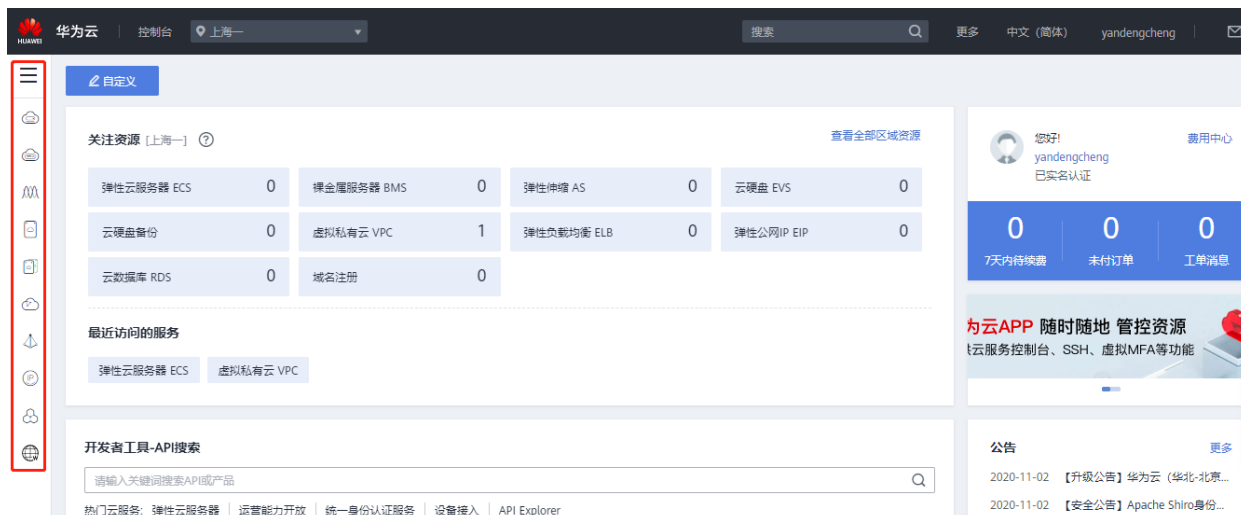 HUAWEI 华为云 控制台 上海一 搜索 更多 中文（简体） yandengcheng
自定义
关注资源 [上海一] ?
查看全部区域资源
弹性云服务器 ECS 0 裸金属服务器 BMS 0 弹性伸缩 AS 0 云硬盘 EVS 0
云硬盘备份 0 虚拟私有云 VPC 1 弹性负载均衡 ELB 0 弹性公网IP EIP 0
云数据库 RDS 0 域名注册 0
最近访问的服务
弹性云服务器 ECS 虚拟私有云 VPC
开发者工具-API搜索
请输入关键词搜索API或产品
热门云服务: 弹性云服务器 运营能力开放 统一身份认证服务 设备接入 API Explorer
您好! 费用中心
yandengcheng
已实名认证
0 0 0
7天内待续费 未付订单 工单消息
为云APP 随时随地 管控资源
云服务控制台、SSH、虚拟MFA等功能
公告 更多
2020-11-02 【升级公告】华为云（华北-北京...
2020-11-02 【安全公告】Apache Shiro身份...